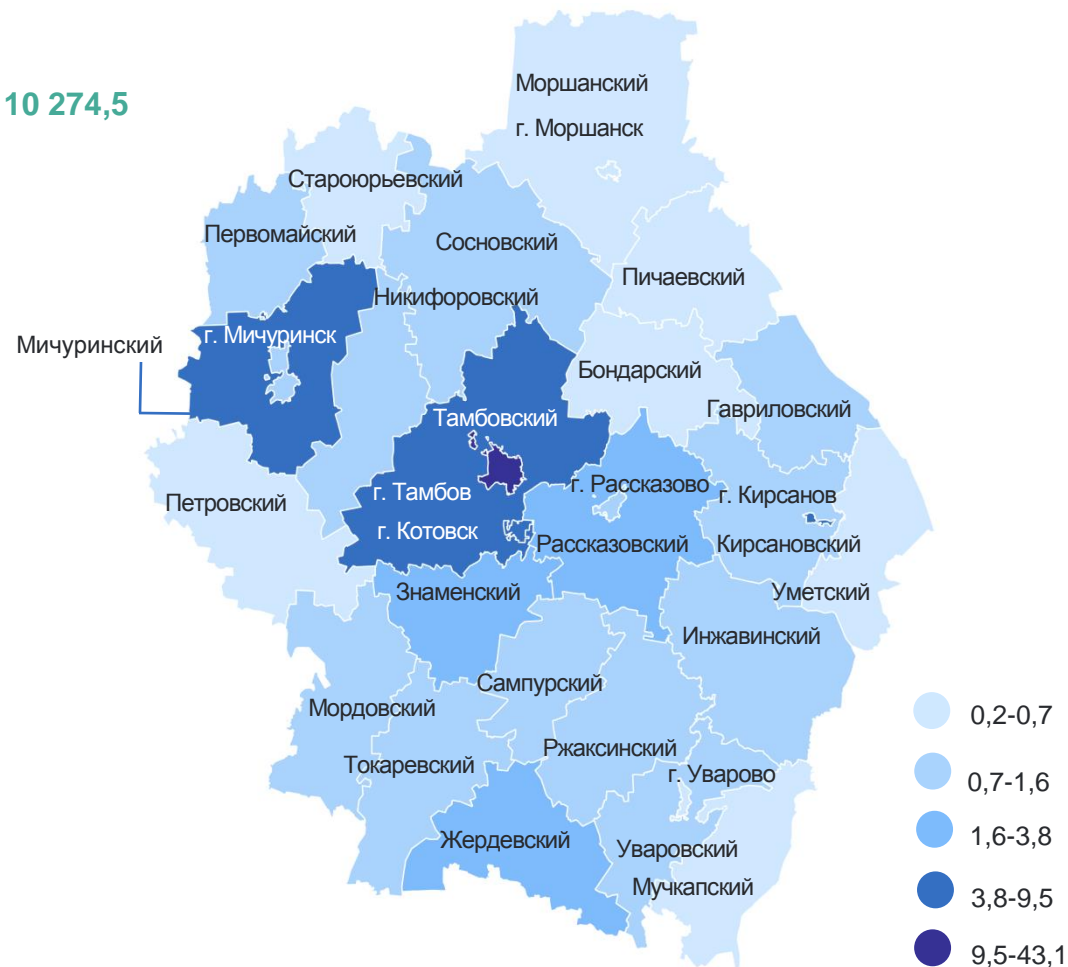 Моршанский
10 274,5
г. Моршанск
Староюрьевский
Первомайский
Сосновский
Пичаевский
Никифоровский
г. Мичуринск
Мичуринский
Бондарский
Гавриловский
Тамбовский
г. Рассказово
г. Кирсанов
г. Тамбов
Петровский
г. Котовск
Рассказовский
Кирсановский
Знаменский
Уметский
Инжавинский
Сампурский
Мордовский
0,2-0,7
Ржаксинский
Токаревский
г. Уварово
0,7-1,6
1,6-3,8
Жердевский
Уваровский
Мучкапский
3,8-9,5
9,5-43,1